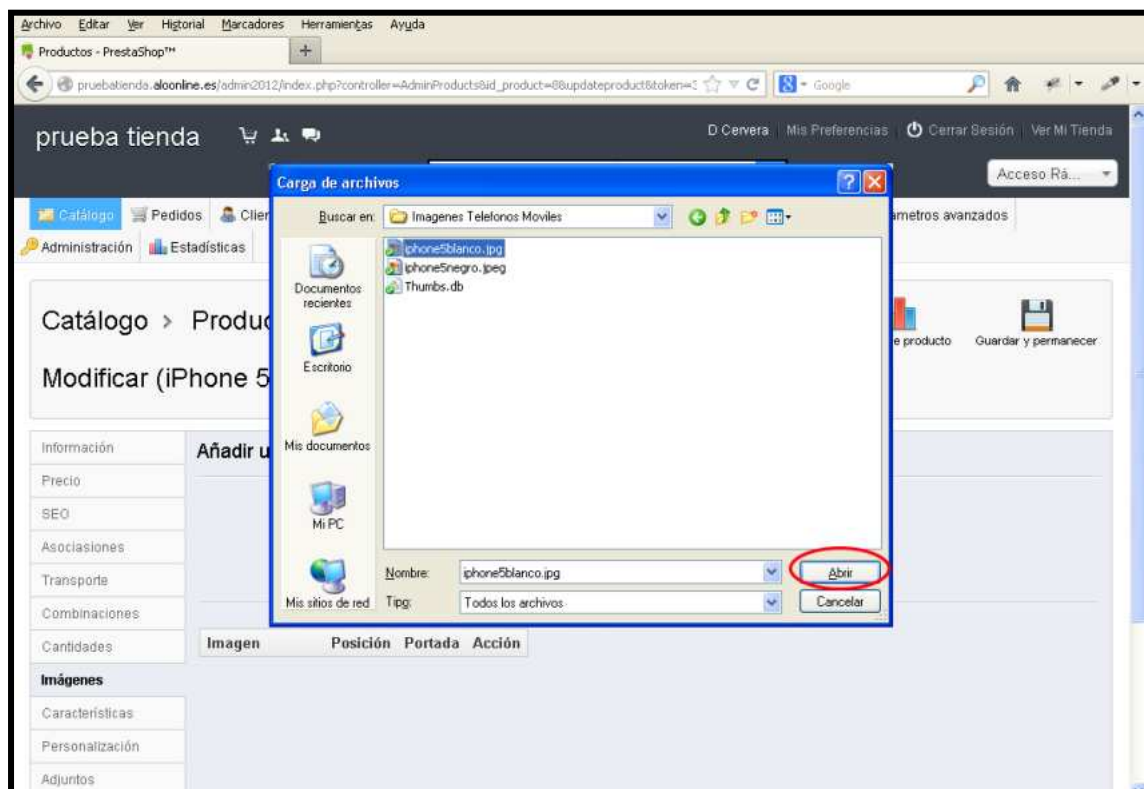 Archivo Editar Ver Historial Marcadores Herramientas Ayuda
Productos - PrestaShop™
pruebatienda.aloonline.es/admin2012/index.php?controller=AdminProducts&id_product=8&updateproduct&token=
Google
prueba tienda
D Cervera Mis Preferencias Cerrar Sesión Ver Mi Tienda
Acceso Rá...
Catálogo Pedidos Clien
ametros avanzados
Administración Estadísticas
Carga de archivos
Buscar en: Imagenes Telefonos Moviles
iphone5blanco.jpg
iphone5negro.jpeg
Thumbs.db
Documentos recientes
Escritorio
Mis documentos
Mi PC
Mis sitios de red
Nombre: iphone5blanco.jpg Abrir
Tipo: Todos los archivos Cancelar
Catálogo > Produc
Modificar (iPhone 5
e producto Guardar y permanecer
Añadir u
Información
Precio
SEO
Asociasiones
Transporte
Combinaciones
Cantidades
Imágenes
Características
Personalización
Adjuntos
Imagen Posición Portada Acción